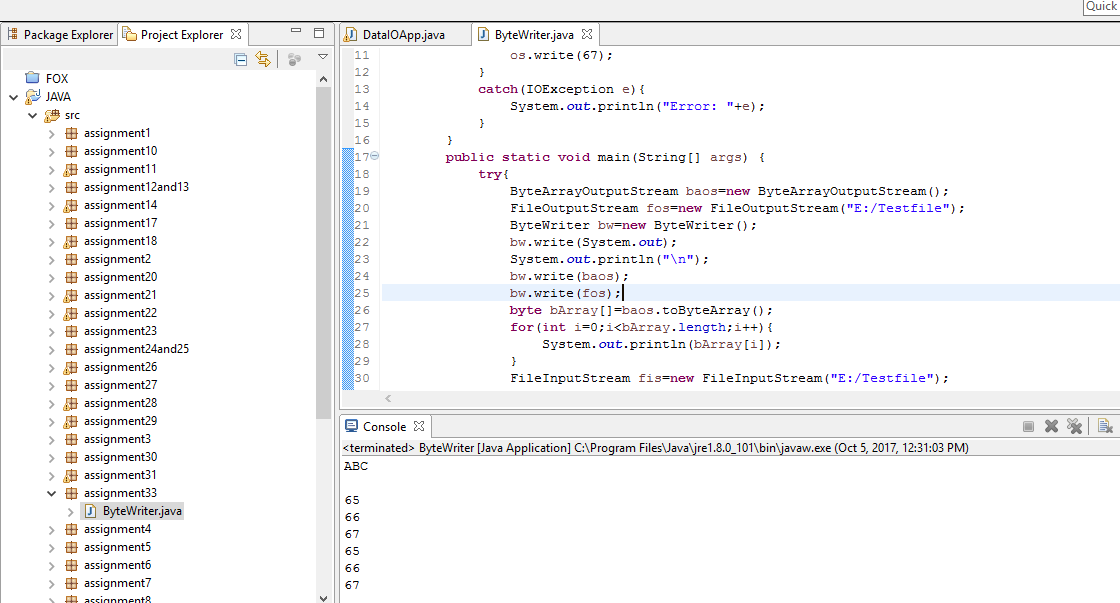 Quick
Package Explorer
Project Explorer
FOX
JAVA
src
assignment1
assignment10
assignment11
assignment12and13
assignment14
assignment17
assignment18
assignment2
assignment20
assignment21
assignment22
assignment23
assignment24and25
assignment26
assignment27
assignment28
assignment29
assignment3
assignment30
assignment31
assignment33
ByteWriter.java
assignment4
assignment5
assignment6
assignment7
assignment8
DataIOApp.java
ByteWriter.java
11 os.write(67);
12 }
13 catch(IOException e){
14 System.out.println("Error: "+e);
15 }
16 }
17 public static void main(String[] args) {
18 try{
19 ByteArrayOutputStream baos=new ByteArrayOutputStream();
20 FileOutputStream fos=new FileOutputStream("E:/Testfile");
21 ByteWriter bw=new ByteWriter();
22 bw.write(System.out);
23 System.out.println("\n");
24 bw.write(baos);
25 bw.write(fos);
26 byte bArray[]=baos.toByteArray();
27 for(int i=0;i<bArray.length;i++){
28 System.out.println(bArray[i]);
29 }
30 FileInputStream fis=new FileInputStream("E:/Testfile");
Console
<terminated> ByteWriter [Java Application] C:\Program Files\Java\jre1.8.0_101\bin\javaw.exe (Oct 5, 2017, 12:31:03 PM)
ABC
65
66
67
65
66
67